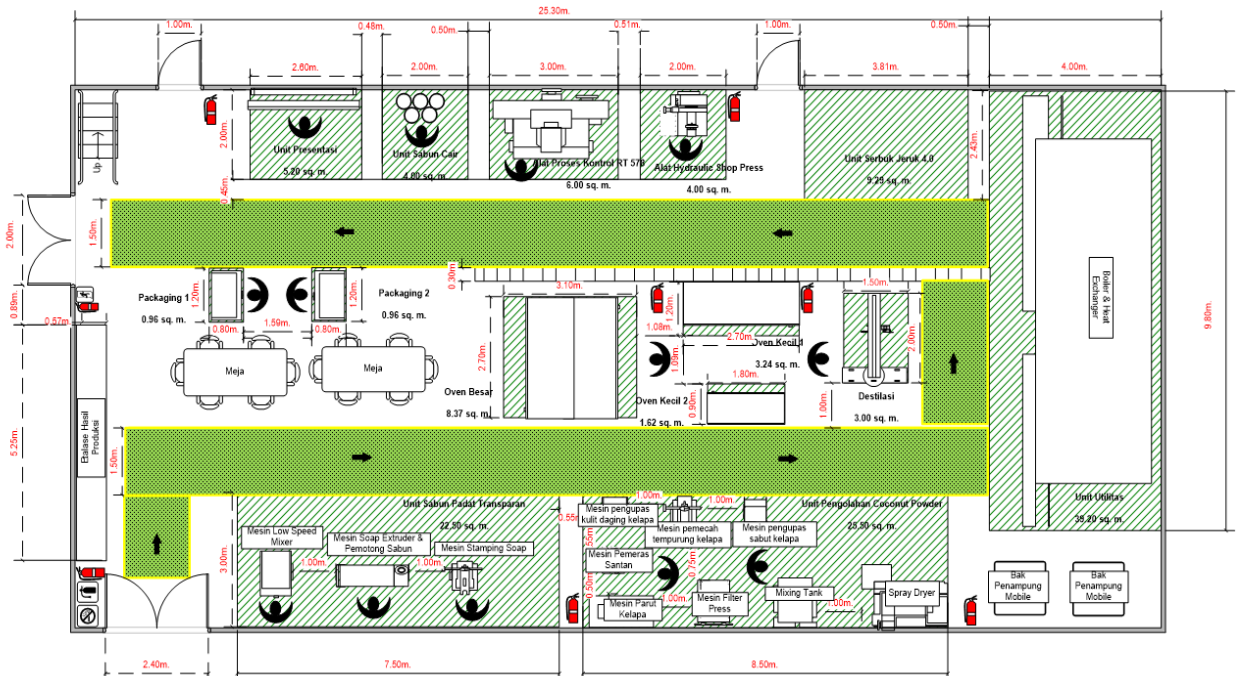 25.30m.
1.00m.
0.48m.
0.50m.
0.51m.
1.00m.
0.50m.
2.60m.
2.00m.
3.00m.
2.00m.
3.81m.
4.00m.
Up
2.00m.
Unit Presentasi
5.20 sq. m.
Unit Sabun Cair
4.00 sq. m.
Alat Proses Kontrol RT 578
6.00 sq. m.
Alat Hydraulic Shop Press
4.00 sq. m.
Unit Serbuk Jeruk 4.0
9.29 sq. m.
2.43m.
0.45m.
2.00m.
1.50m.
0.30m.
Boiler & Heat
Exchanger
9.80m.
0.89m.
0.57m.
Packaging 1
0.96 sq. m.
1.20m.
0.80m.
1.59m.
0.80m.
1.20m.
Packaging 2
0.96 sq. m.
3.10m.
2.70m.
1.20m.
1.08m.
2.70m.
1.09m.
Oven Kecil 1
3.24 sq. m.
1.50m.
2.00m.
Meja
Meja
Oven Besar
8.37 sq. m.
Oven Kecil 2
1.62 sq. m.
1.80m.
0.90m.
1.00m.
Destilasi
3.00 sq. m.
5.25m.
Etalase Hasil
Produksi
1.50m.
Unit Sabun Padat Transparan
22.50 sq. m.
3.00m.
Mesin Low Speed
Mixer
1.00m.
Mesin Soap Extruder &
Pemotong Sabun
1.00m.
Mesin Stamping Soap
0.55m.
1.00m.
1.00m.
Unit Pengolahan Coconut Powder
25.50 sq. m.
Mesin pengupas
kulit daging kelapa
Mesin pemecah
tempurung kelapa
Mesin pengupas
sabut kelapa
0.55m.
Mesin Pemeras
Santan
0.75m.
0.50m.
Mesin Parut
Kelapa
1.00m.
Mesin Filter
Press
Mixing Tank
1.00m.
Spray Dryer
Unit Utilitas
39.20 sq. m.
Bak
Penampung
Mobile
Bak
Penampung
Mobile
2.40m.
7.50m.
8.50m.